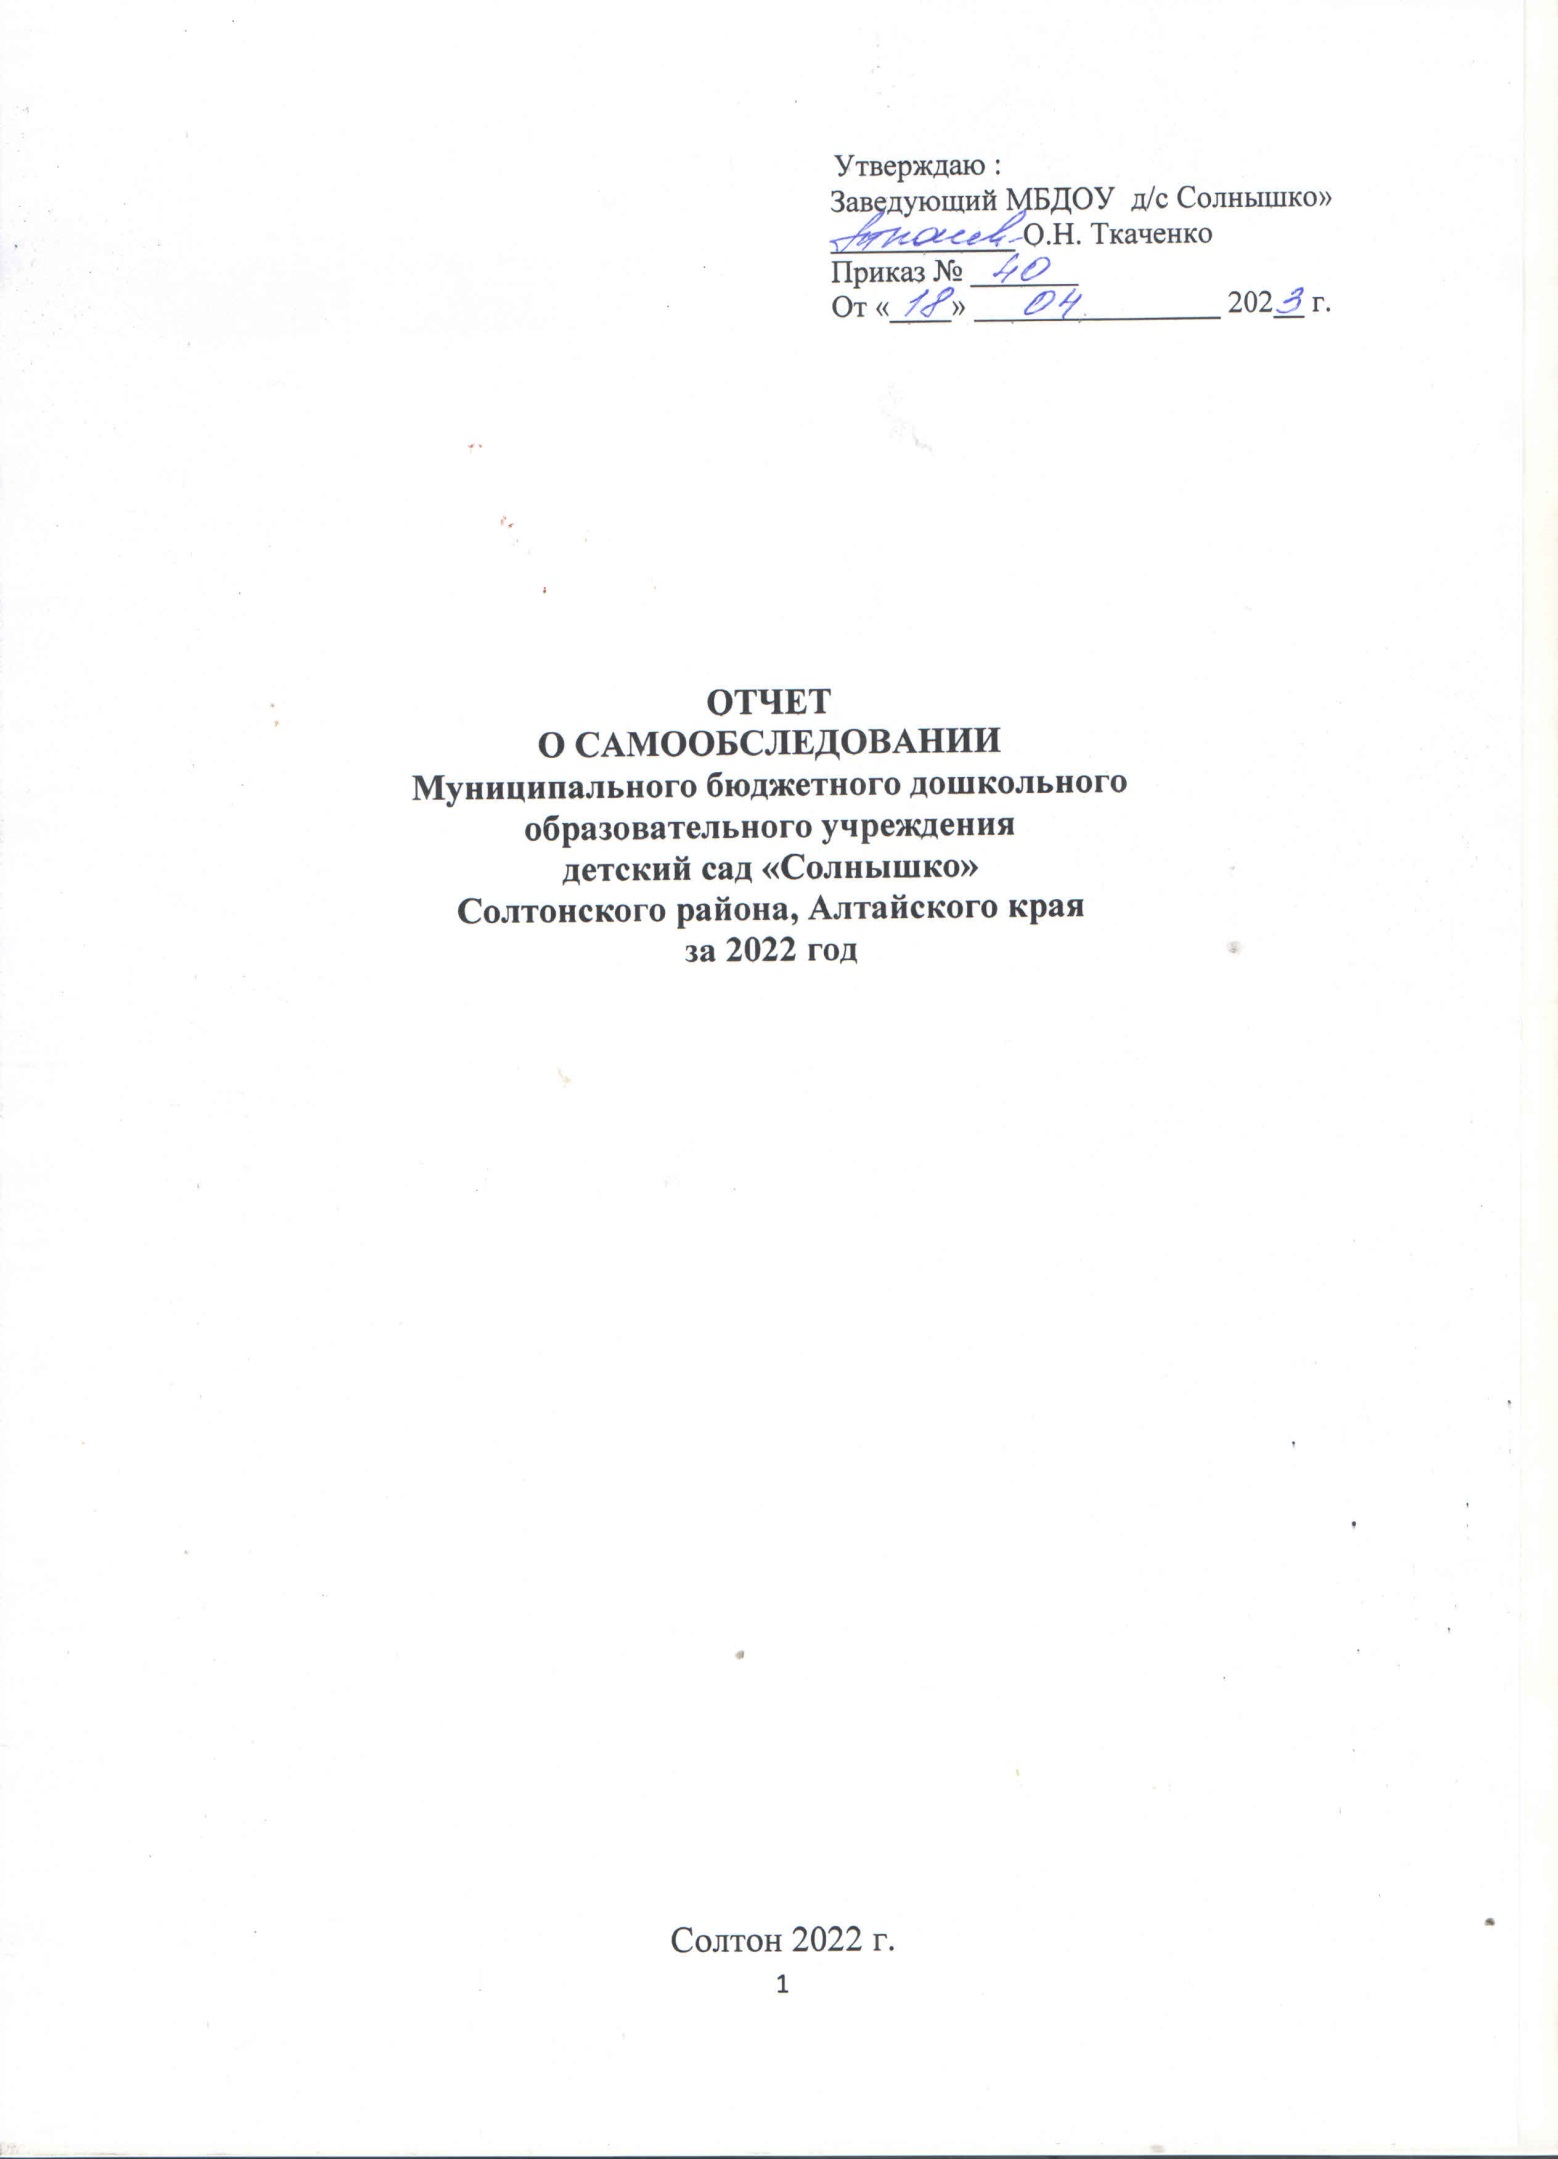 Утверждаю :
Заведующий МБДОУ д/с Солнышко»
О.Н. Ткаченко
Приказ № 40
От «18» 04. 2023 г.
ОТЧЕТ
О САМООБСЛЕДОВАНИИ
Муниципального бюджетного дошкольного
образовательного учреждения
детский сад «Солнышко»
Солтонского района, Алтайского края
за 2022 год
Солтон 2022 г.
1